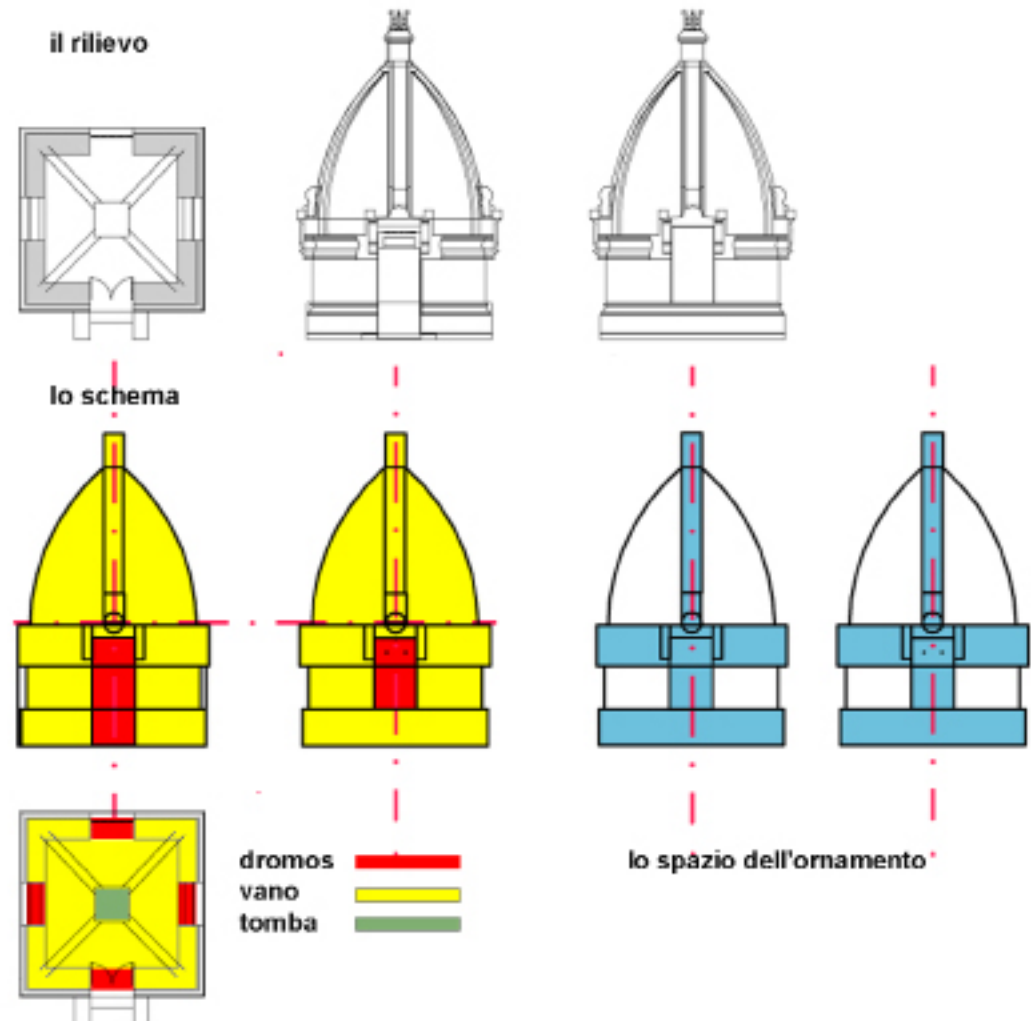 il rilievo
lo schema
dromos
vano
tomba
lo spazio dell'ornamento